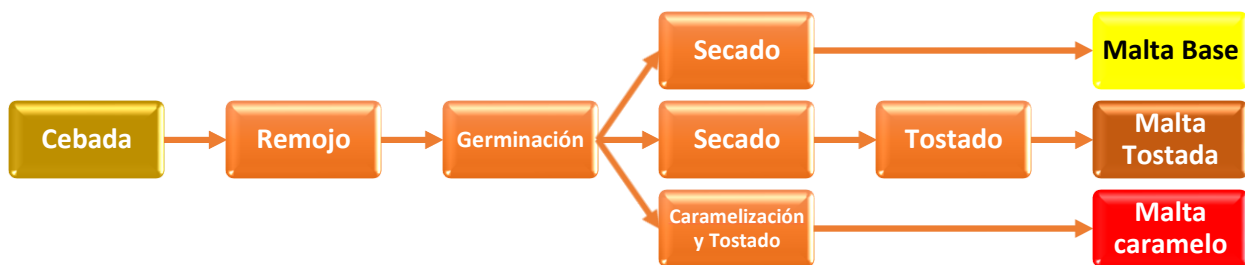 Secado
Malta Base
Cebada
Remojo
Germinación
Secado
Tostado
Malta
Tostada
Caramelización
y Tostado
Malta
caramelo